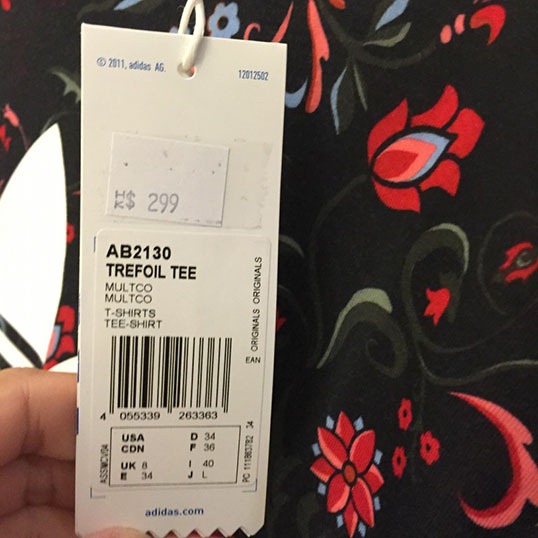 © 2011, adidas AG.
12012502
HK$ 299
AB2130
TREFOIL TEE
MULTCO
MULTCO
T-SHIRTS
TEE-SHIRT
ORIGINALS ORIGINALS
EAN
4 055339 263363
USA D 34
CDN F 36
UK 8 I 40
E 34 J L
adidas.com